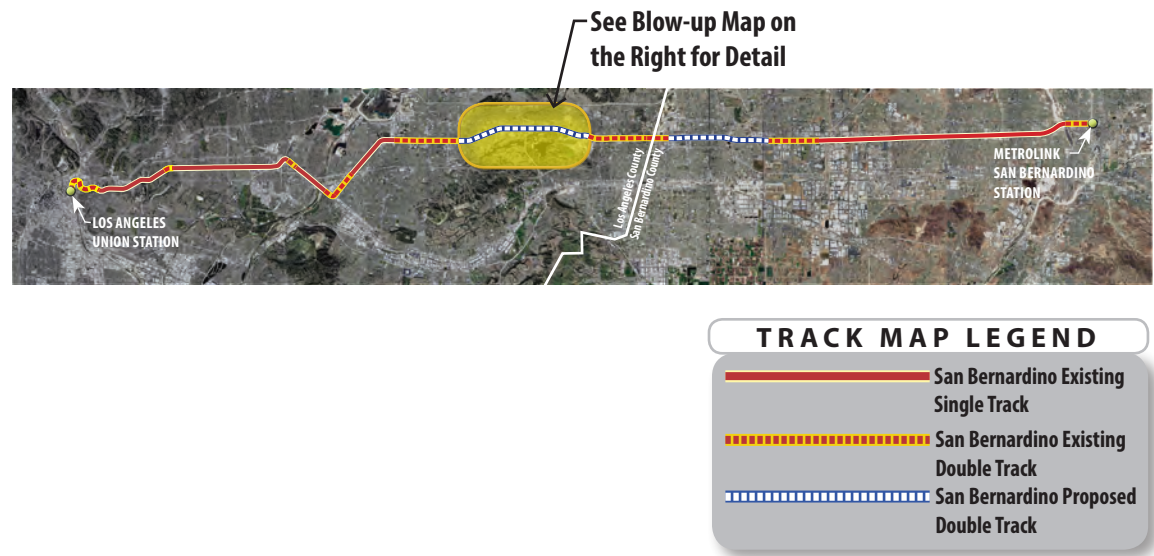 See Blow-up Map on
the Right for Detail
LOS ANGELES
UNION STATION
Los Angeles County
San Bernardino County
METROLINK
SAN BERNARDINO
STATION
TRACK MAP LEGEND
San Bernardino Existing
Single Track
San Bernardino Existing
Double Track
San Bernardino Proposed
Double Track